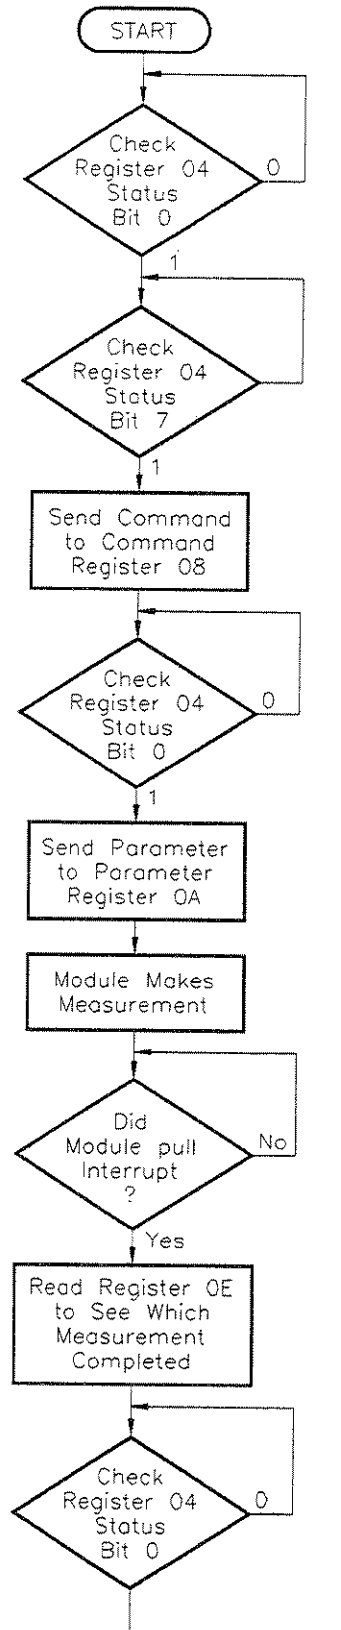 START
Check
Register 04
Status
Bit 0
0
1
Check
Register 04
Status
Bit 7
1
Send Command
to Command
Register 08
Check
Register 04
Status
Bit 0
0
1
Send Parameter
to Parameter
Register 0A
Module Makes
Measurement
Did
Module pull
Interrupt
?
No
Yes
Read Register 0E
to See Which
Measurement
Completed
Check
Register 04
Status
Bit 0
0